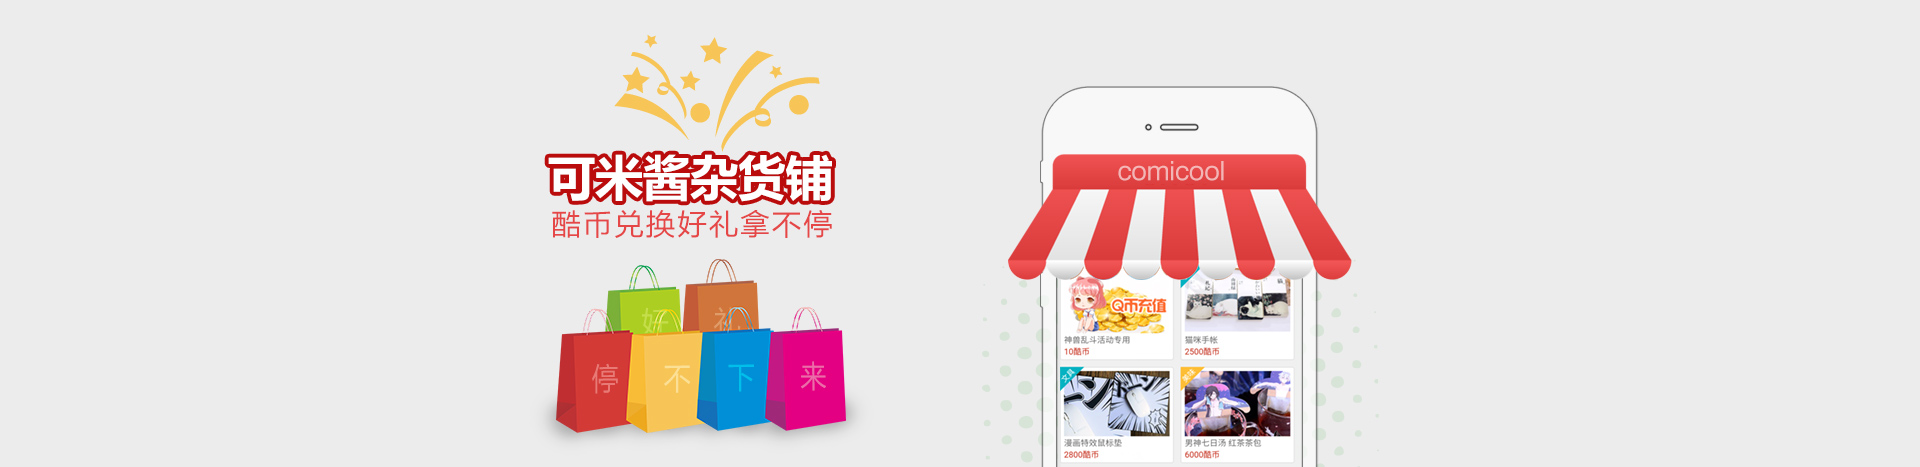 可米酱杂货铺
酷币兑换好礼拿不停
好礼
停不下来
comicool
Q币充值
神兽乱斗活动专用
10酷币
猫咪手帐
2500酷币
文具
漫画特效鼠标垫
2800酷币
男神七日汤 红茶茶包
6000酷币